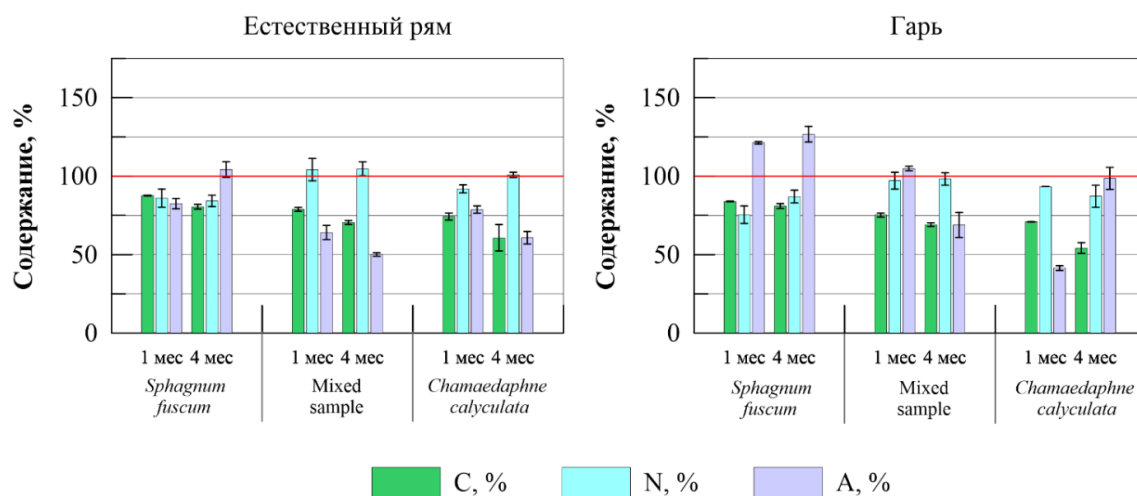 Естественный рям
Содержание, %
150
100
50
0
1 мес 4 мес
1 мес 4 мес
1 мес 4 мес
Sphagnum
fuscum
Mixed
sample
Chamaedaphne
calyculata
Гарь
Содержание, %
150
100
50
0
1 мес 4 мес
1 мес 4 мес
1 мес 4 мес
Sphagnum
fuscum
Mixed
sample
Chamaedaphne
calyculata
C, %
N, %
A, %